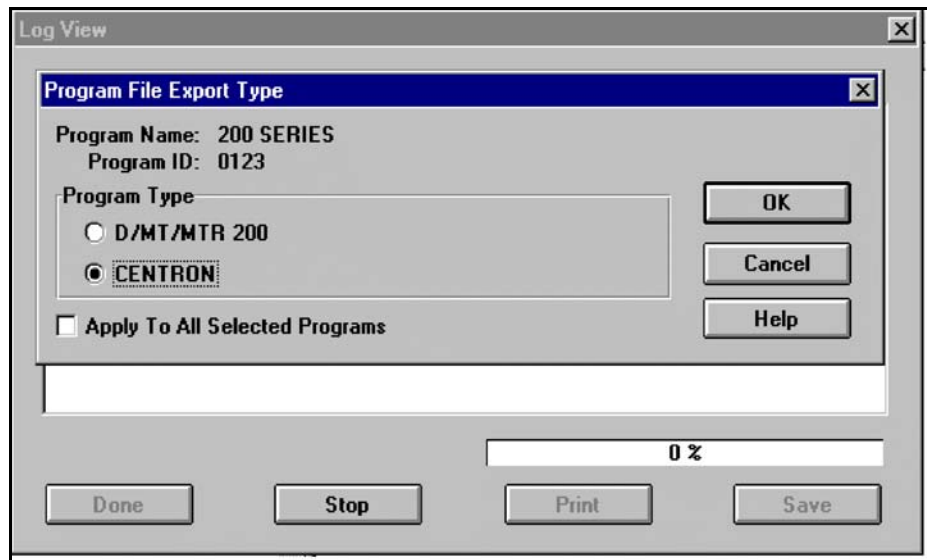 Log View
Program File Export Type
Program Name: 200 SERIES
Program ID: 0123
Program Type
D/MT/MTR 200
CENTRON
Apply To All Selected Programs
OK
Cancel
Help
0 %
Done
Stop
Print
Save